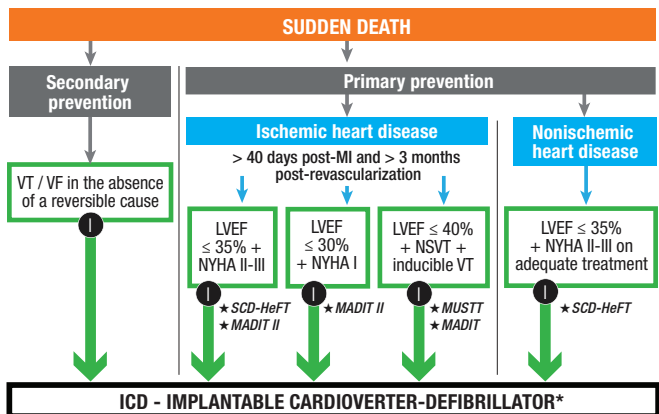 SUDDEN DEATH
Secondary
prevention
Primary prevention
Ischemic heart disease
Nonischemic
heart disease
> 40 days post-MI and > 3 months
post-revascularization
VT / VF in the absence
of a reversible cause
I
LVEF
≤ 35% +
NYHA II-III
I
★ SCD-HeFT
★ MADIT II
LVEF
≤ 30%
+ NYHA I
I
★ MADIT II
LVEF ≤ 40%
+ NSVT +
inducible VT
I
★ MUSTT
★ MADIT
LVEF ≤ 35%
+ NYHA II-III on
adequate treatment
I
★ SCD-HeFT
ICD - IMPLANTABLE CARDIOVERTER-DEFIBRILLATOR*